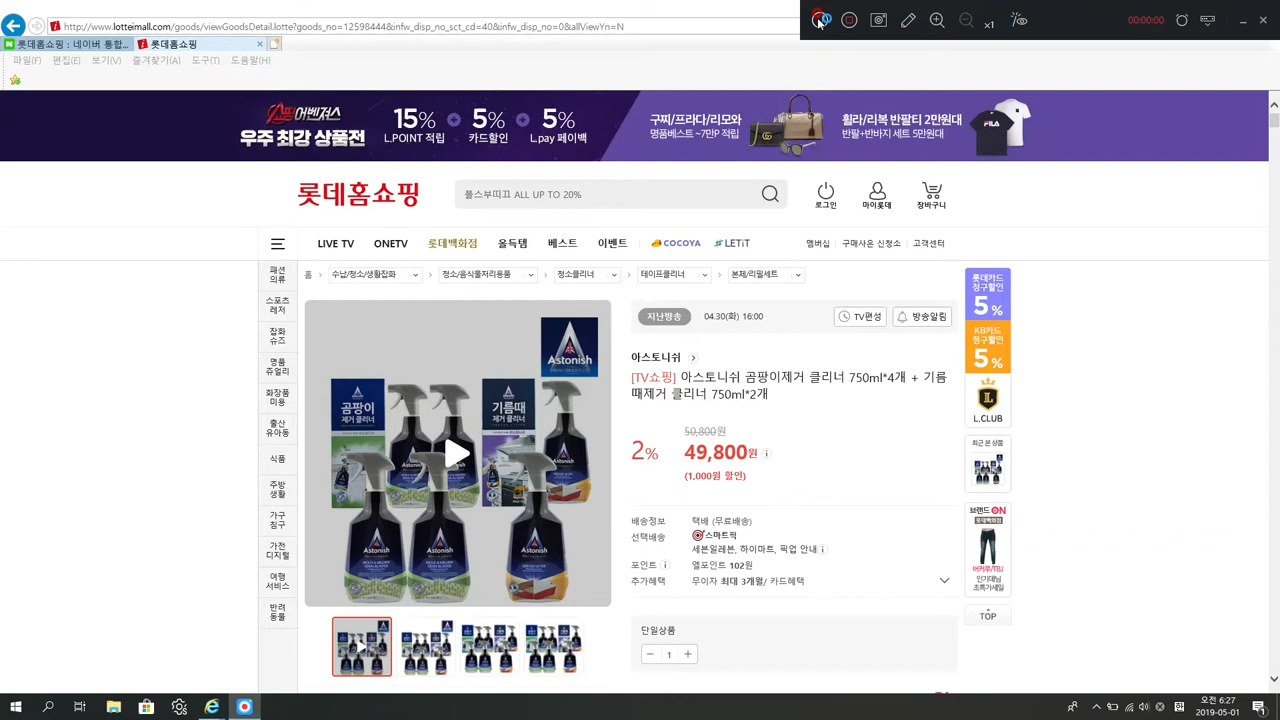 http://www.lotteimall.com/goods/viewGoodsDetail.lotte?goods_no=12598444&infw_disp_no_sct_cd=40&infw_disp_no=0&allViewYn=N
x1
00:00:00
롯데홈쇼핑 : 네이버 통합...
롯데홈쇼핑
파일(F) 편집(E) 보기(V) 즐겨찾기(A) 도구(T) 도움말(H)
쇼핑어벤저스
우주 최강 상품전
15%
L.POINT 적립
5%
카드할인
5%
L.pay 페이백
구찌/프라다/리모와
명품베스트 ~7만P 적립
휠라/리복 반팔티 2만원대
반팔+반바지 세트 5만원대
FILA
롯데홈쇼핑
폴스부띠끄 ALL UP TO 20%
로그인
마이롯데
장바구니
LIVE TV ONETV 롯데백화점 올득템 베스트 이벤트 COCOYA LETiT
멤버십 구매사은 신청소 고객센터
홈 수납/청소/생활잡화 청소/음식물처리용품 청소클리너 테이프클리너 본제/리필세트
패션
의류
스포츠
레저
잡화
슈즈
명품
쥬얼리
화장품
미용
출산
유아동
식품
주방
생활
가구
침구
가전
디지털
여행
서비스
반려
동물
Astonish
곰팡이
제거 클리너
기름때
제거 클리너
Astonish
Astonish
Astonish
지난방송 04.30(화) 16:00 TV편성 방송알림
아스토니쉬
[TV쇼핑] 아스토니쉬 곰팡이제거 클리너 750ml*4개 + 기름
때제거 클리너 750ml*2개
50,800원
2% 49,800원
(1,000원 할인)
배송정보 택배 (무료배송)
선택배송 스마트픽
세븐일레븐, 하이마트, 픽업 안내
포인트 엘포인트 102원
추가혜택 무이자 최대 3개월/ 카드혜택
단일상품
1
롯데카드
청구할인
5%
KB카드
청구할인
5%
L.CLUB
최근 본 상품
브랜드 ON
롯데백화점
인기데님
초특가세일
TOP
오전 6:27
2019-05-01